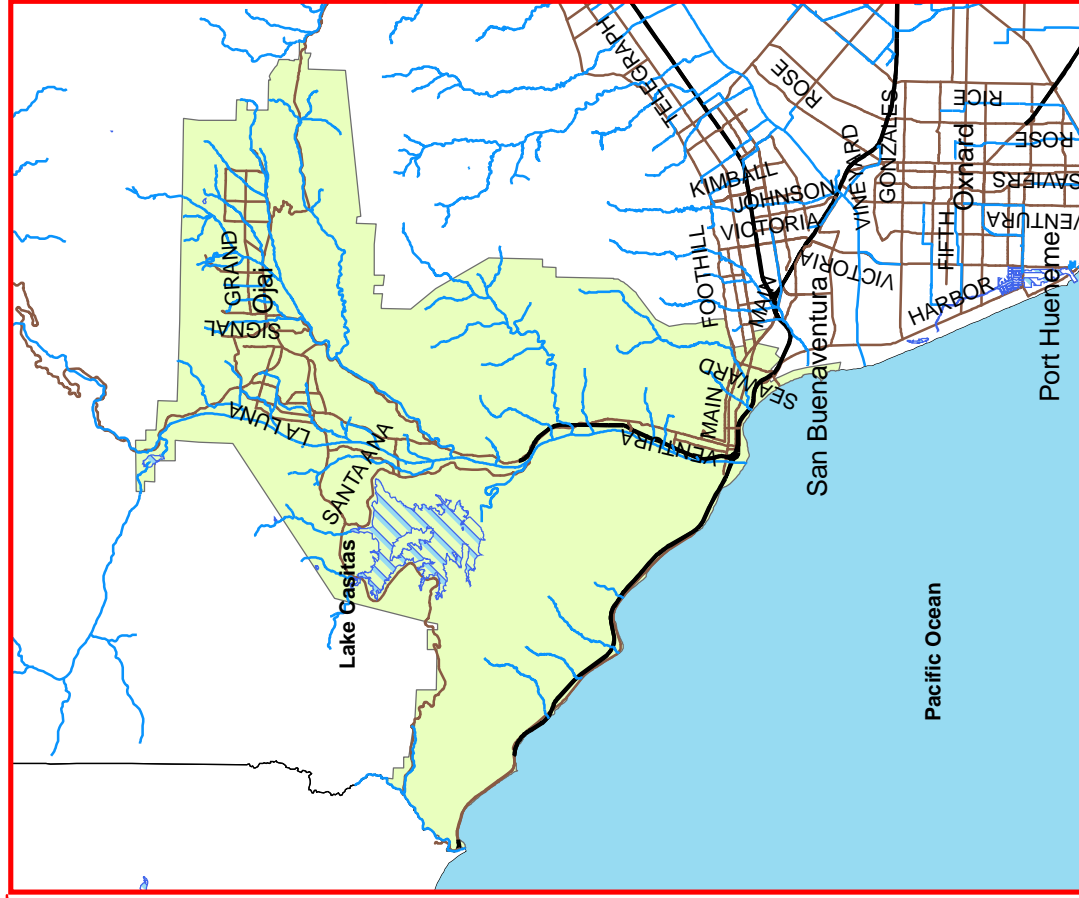 TELEGRAPH
ROSE
RICE
ROSE
KIMBALL
JOHNSON
VINEYARD
GONZALES
Oxnard
SAVIERS
VICTORIA
FIFTH
VENTURA
FOOTHILL
VICTORIA
MAIN
HARBOR
Port Hueneme
San Buenaventura
GRAND
Ojai
SIGNAL
SEAWARD
MAIN
LA LUNA
SANTA ANA
VENTURA
Lake Casitas
Pacific Ocean